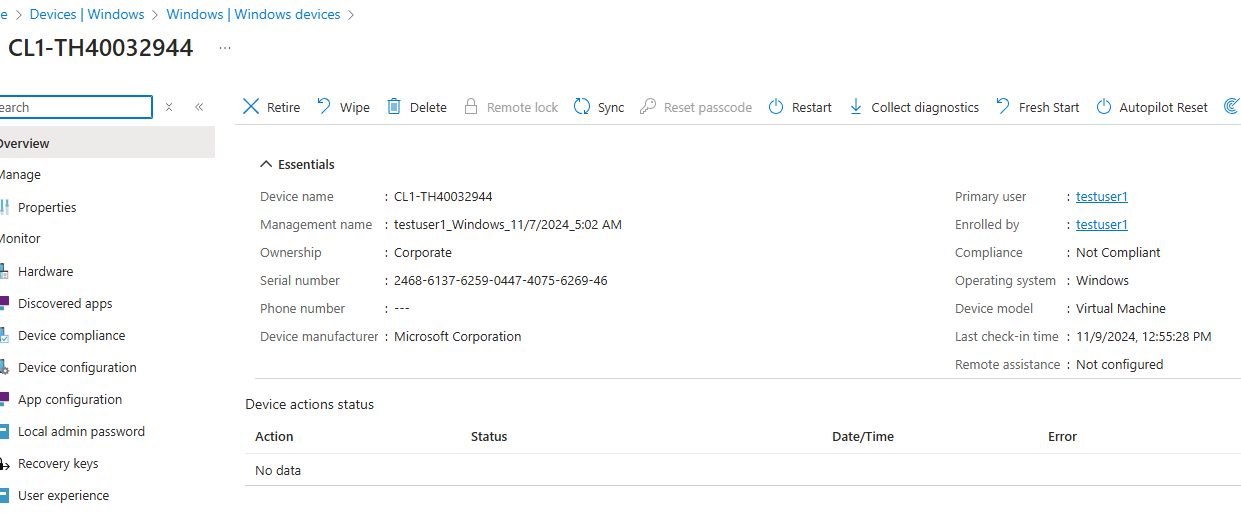 e > Devices | Windows > Windows | Windows devices >
CL1-TH40032944 ...
earch
Retire Wipe Delete Remote lock Sync Reset passcode Restart Collect diagnostics Fresh Start Autopilot Reset
Overview
Manage
Properties
Monitor
Hardware
Discovered apps
Device compliance
Device configuration
App configuration
Local admin password
Recovery keys
User experience
Essentials
Device name : CL1-TH40032944
Management name : testuser1_Windows_11/7/2024_5:02 AM
Ownership : Corporate
Serial number : 2468-6137-6259-0447-4075-6269-46
Phone number : ---
Device manufacturer : Microsoft Corporation
Primary user : testuser1
Enrolled by : testuser1
Compliance : Not Compliant
Operating system : Windows
Device model : Virtual Machine
Last check-in time : 11/9/2024, 12:55:28 PM
Remote assistance : Not configured
Device actions status
Action Status Date/Time Error
No data